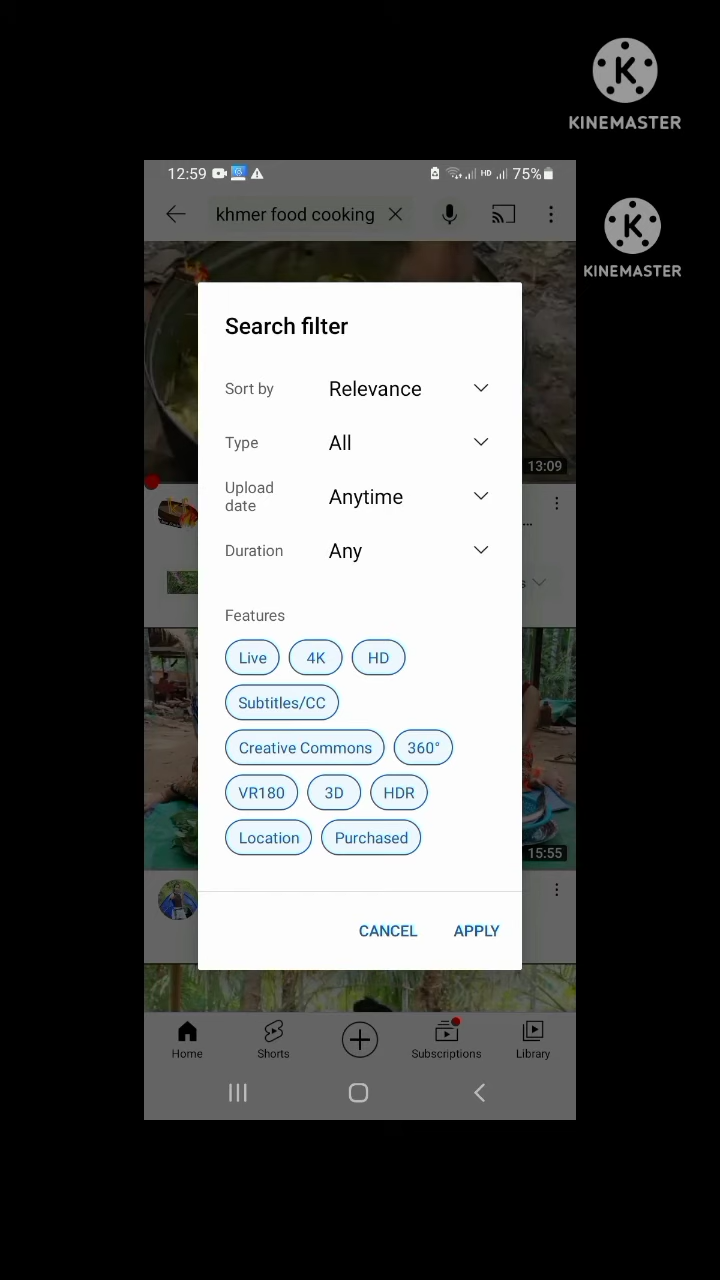 KINEMASTER
12:59 HD 75%
khmer food cooking
KINEMASTER
Search filter
Sort by Relevance
Type All
Upload date Anytime
13:09
Duration Any
Features
Live 4K HD
Subtitles/CC
Creative Commons 360°
VR180 3D HDR
Location Purchased
15:55
CANCEL APPLY
Home Shorts Subscriptions Library